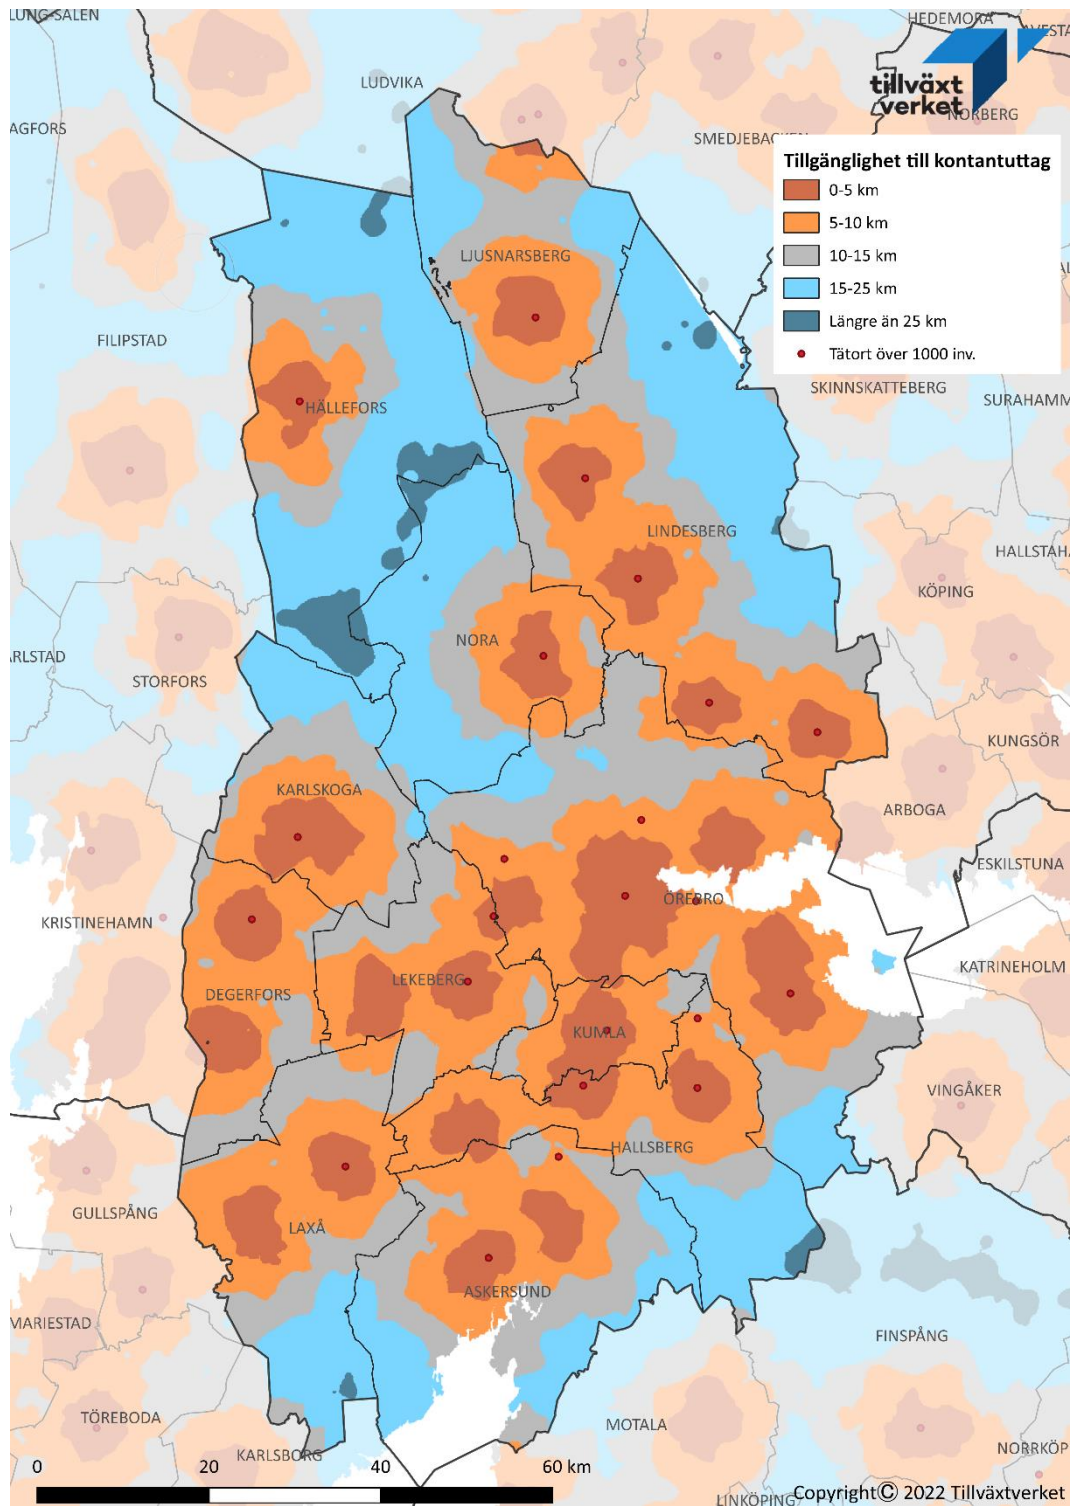 LUNG-SALEN
HEDEMORA
AVESTA
LUDVIKA
tillväxt
verket
NORBERG
AGFORS
SMEDJEBACKEN
Tillgänglighet till kontantuttag
0-5 km
5-10 km
10-15 km
15-25 km
Längre än 25 km
Tätort över 1000 inv.
LJUSNARSBERG
FILIPSTAD
SKINNSKATTEBERG
SURAHAMM
HÄLLEFORS
LINDESBERG
HALLSTAHA
KÖPING
NORA
ARLSTAD
STORFORS
KUNGSÖR
KARLSKOGA
ARBOGA
ESKILSTUNA
ÖREBRO
KRISTINEHAMN
KATRINEHOLM
LEKEBERG
DEGERFORS
KUMLA
VINGÅKER
HALLSBERG
GULLSPÅNG
LAXÅ
ASKERSUND
MARIESTAD
FINSPÅNG
TÖREBODA
MOTALA
KARLSBORG
NORRKÖP
0 20 40 60 km
Copyright© 2022 Tillväxtverket
LINKÖPING